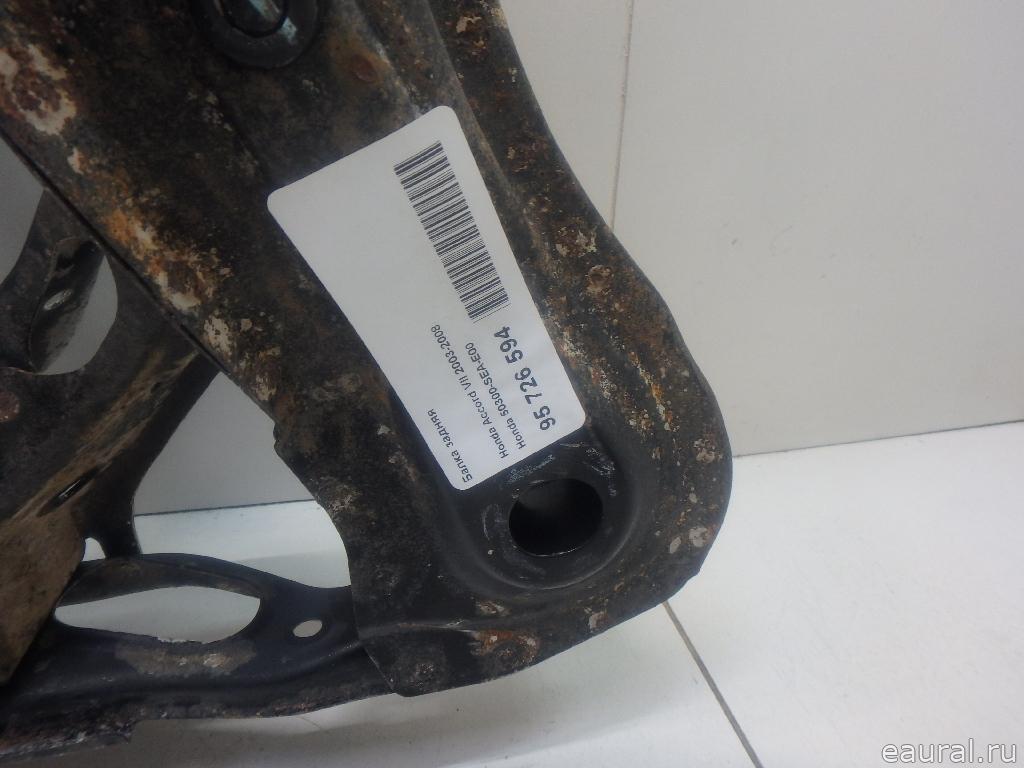 Балка задняя
Honda Accord VII 2003-2008
Honda 50300-SEA-E00
95 726 594
eaural.ru